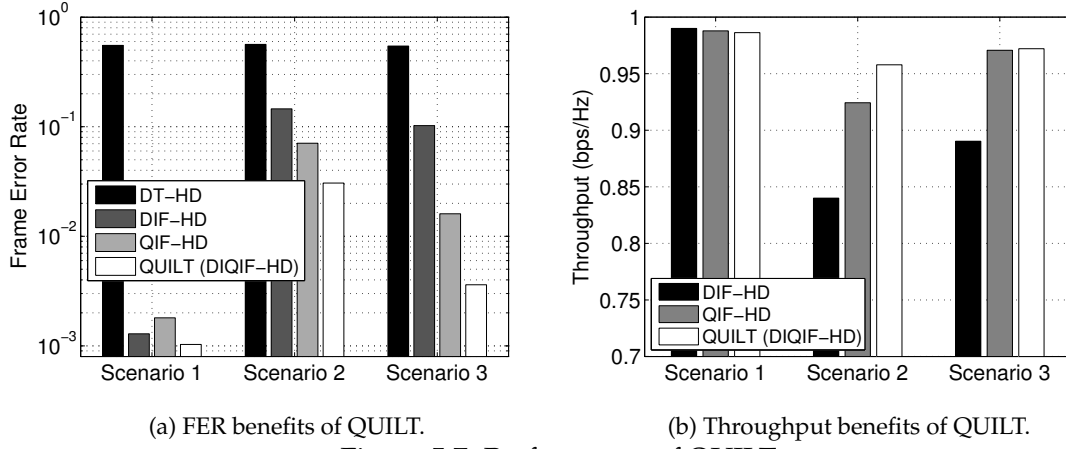 10^0
10^-1
10^-2
10^-3
Frame Error Rate
DT-HD
DIF-HD
QIF-HD
QUILT (DIQIF-HD)
Scenario 1
Scenario 2
Scenario 3
(a) FER benefits of QUILT.
1
0.95
0.9
0.85
0.8
0.75
0.7
Throughput (bps/Hz)
DIF-HD
QIF-HD
QUILT (DIQIF-HD)
Scenario 1
Scenario 2
Scenario 3
(b) Throughput benefits of QUILT.